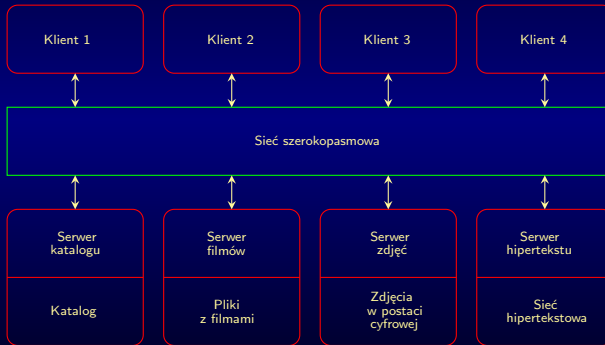 Klient 1
Klient 2
Klient 3
Klient 4
Sieć szerokopasmowa
Serwer
katalogu
Serwer
filmów
Serwer
zdjęć
Serwer
hipertekstu
Katalog
Pliki
z filmami
Zdjęcia
w postaci
cyfrowej
Sieć
hipertekstowa